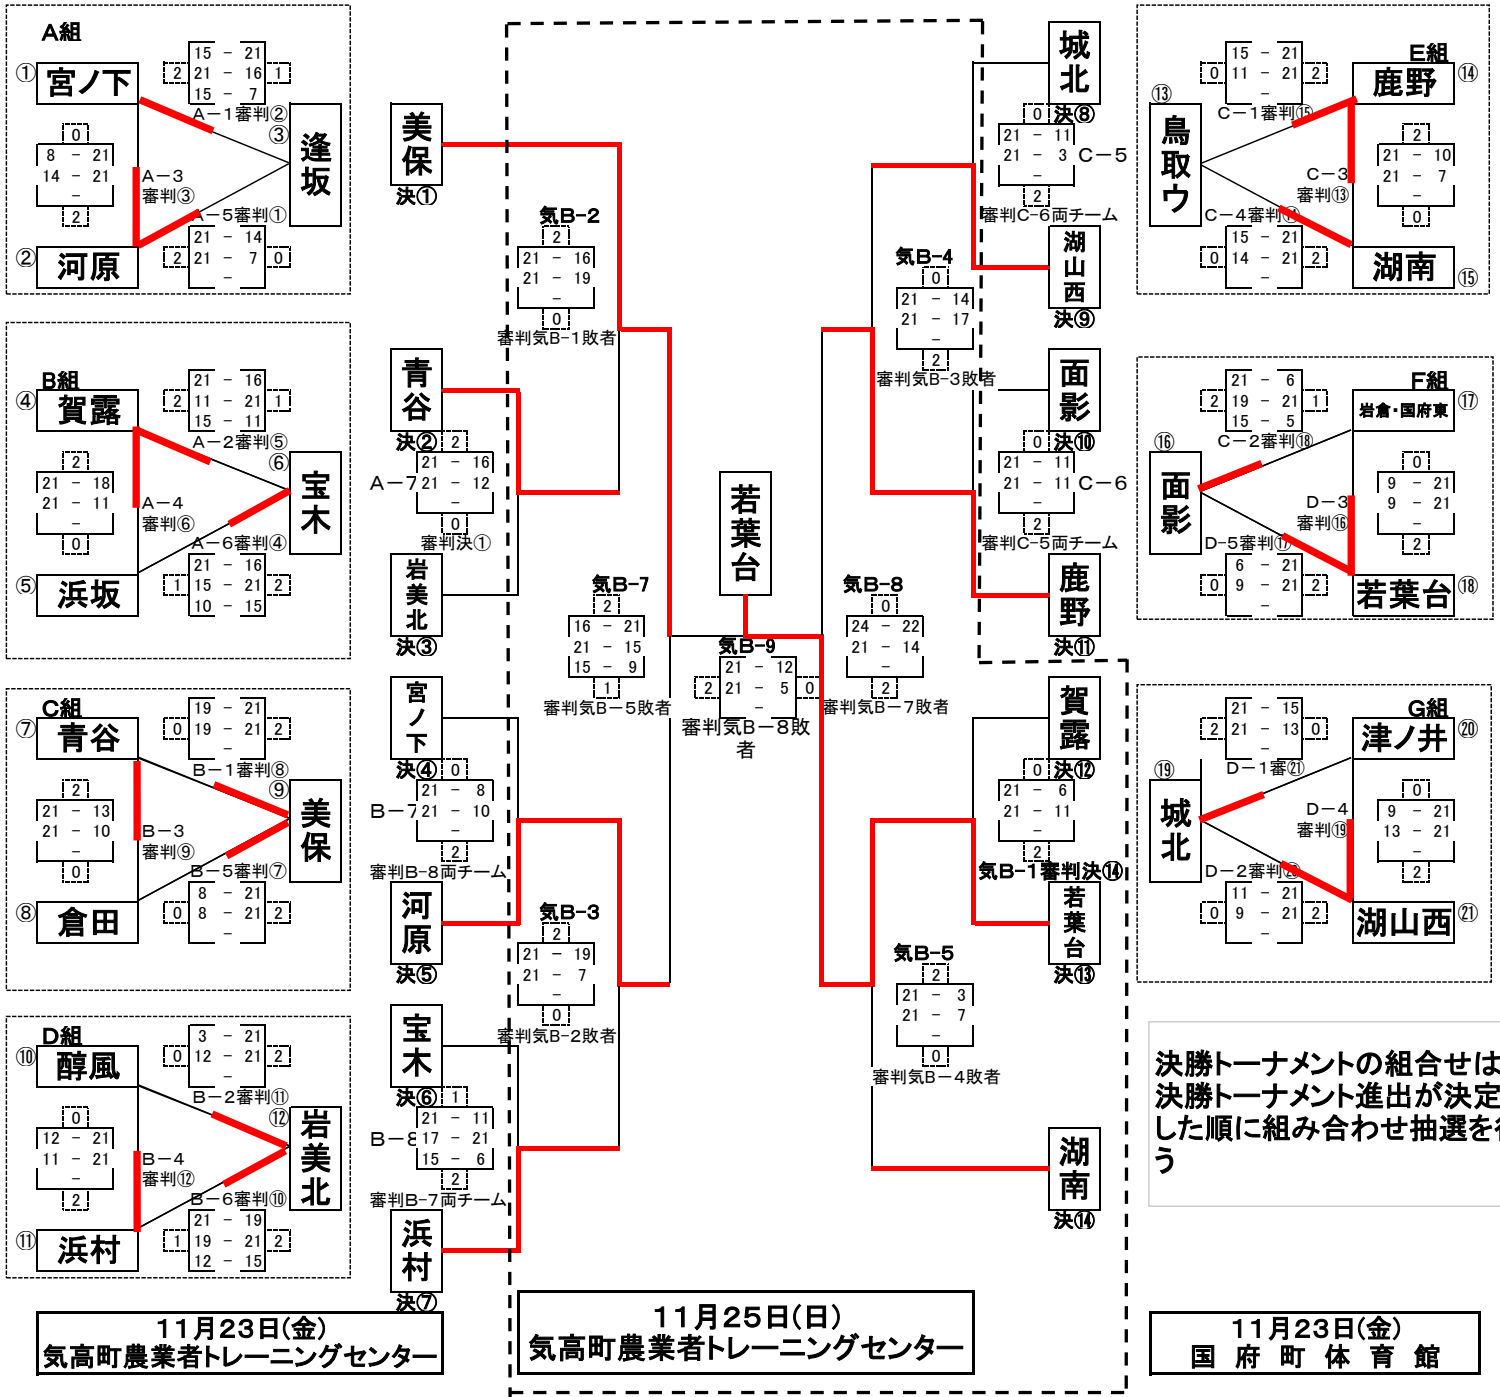 A組
① 宮ノ下
15 - 21
2 21 - 16 1
15 - 7
A-1審判②
③ 逢坂
0
8 - 21
14 - 21
-
2
A-3
審判③
A-5審判①
21 - 14
2 21 - 7 0
-
② 河原
B組
④ 賀露
21 - 16
2 11 - 21 1
15 - 11
A-2審判⑤
⑥ 宝木
2
21 - 18
21 - 11
-
0
A-4
審判⑥
A-6審判④
21 - 16
1 15 - 21 2
10 - 15
⑤ 浜坂
C組
⑦ 青谷
19 - 21
0 19 - 21 2
-
B-1審判⑧
⑨ 美保
2
21 - 13
21 - 10
-
0
B-3
審判⑨
B-5審判⑦
8 - 21
0 8 - 21 2
-
⑧ 倉田
D組
⑩ 醇風
3 - 21
0 12 - 21 2
-
B-2審判⑪
⑫ 岩美北
0
12 - 21
11 - 21
-
2
B-4
審判⑫
B-6審判⑩
21 - 19
1 19 - 21 2
12 - 15
⑪ 浜村
11月23日(金)
気高町農業者トレーニングセンター
美保
決①
気B-2
2
21 - 16
21 - 19
-
0
審判気B-1敗者
青谷
決②
2
21 - 16
A-7 21 - 12
-
0
審判決①
岩美北
決③
気B-7
2
16 - 21
21 - 15
15 - 9
1
審判気B-5敗者
宮ノ下
決④
0
21 - 8
B-7 21 - 10
-
2
審判B-8両チーム
河原
決⑤
気B-3
2
21 - 19
21 - 7
-
0
審判気B-2敗者
宝木
決⑥
1
21 - 11
B-8 17 - 21
15 - 6
2
審判B-7両チーム
浜村
決⑦
若葉台
気B-9
21 - 12
2 21 - 5 0
-
審判気B-8敗
者
11月25日(日)
気高町農業者トレーニングセンター
城北
決⑧
0
21 - 11
21 - 3 C-5
-
2
審判C-6両チーム
湖山西
決⑨
気B-4
0
21 - 14
21 - 17
-
2
審判気B-3敗者
面影
決⑩
0
21 - 11
21 - 11 C-6
-
2
審判C-5両チーム
鹿野
決⑪
気B-8
0
24 - 22
21 - 14
-
2
審判気B-7敗者
賀露
決⑫
0
21 - 6
21 - 11
-
2
気B-1審判決⑭
若葉台
決⑬
気B-5
2
21 - 3
21 - 7
-
0
審判気B-4敗者
湖南
決⑭
E組
鹿野 ⑭
15 - 21
0 11 - 21 2
-
C-1審判⑮
⑬ 鳥取ウ
2
21 - 10
21 - 7
-
0
C-3
審判⑬
C-4審判⑭
15 - 21
0 14 - 21 2
-
湖南 ⑮
F組
岩倉・国府東 ⑰
21 - 6
2 19 - 21 1
15 - 5
C-2審判⑱
⑯ 面影
0
9 - 21
9 - 21
-
2
D-3
審判⑯
D-5審判⑰
6 - 21
0 9 - 21 2
-
若葉台 ⑱
G組
津ノ井 ⑳
21 - 15
2 21 - 13 0
-
D-1審㉑
⑲ 城北
0
9 - 21
13 - 21
-
2
D-4
審判⑲
D-2審判⑳
11 - 21
0 9 - 21 2
-
湖山西 ㉑
決勝トーナメントの組合せは
決勝トーナメント進出が決定
した順に組み合わせ抽選を行
う
11月23日(金)
国府町体育館